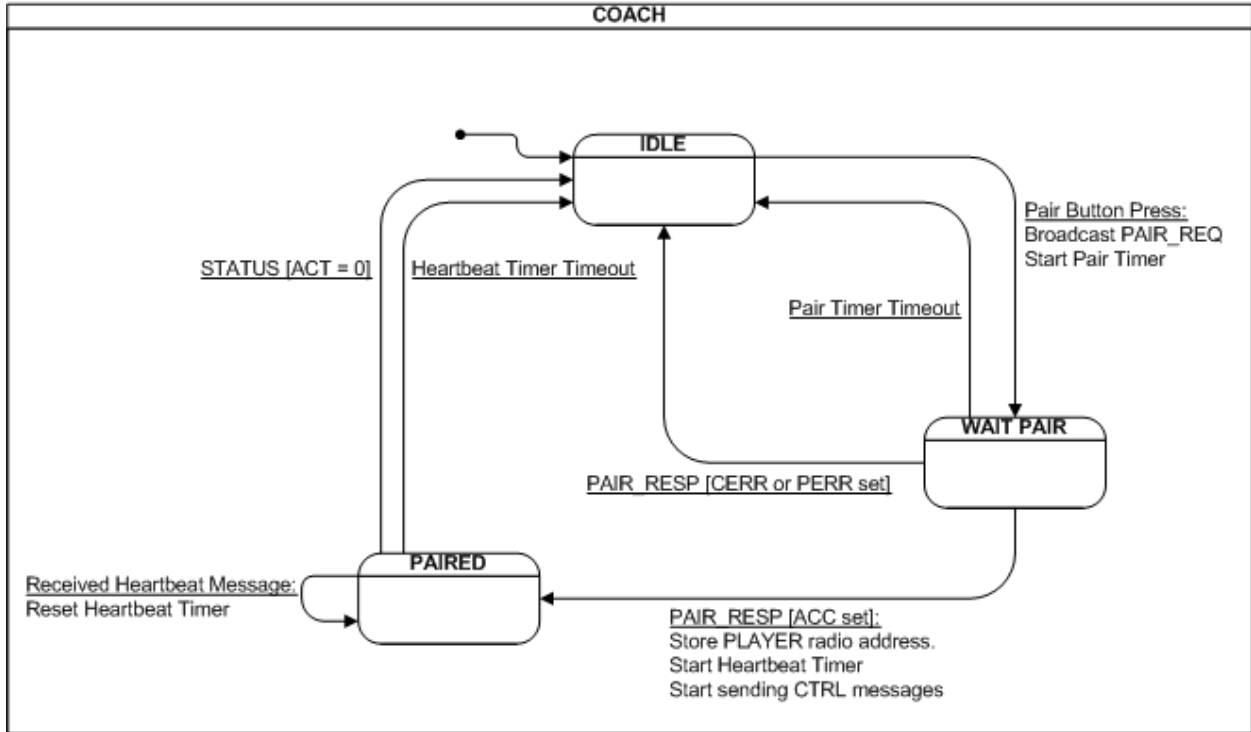 COACH
IDLE
Pair Button Press:
Broadcast PAIR_REQ
Start Pair Timer
STATUS [ACT = 0]
Heartbeat Timer Timeout
Pair Timer Timeout
WAIT PAIR
PAIR_RESP [CERR or PERR set]
PAIRED
Received Heartbeat Message:
Reset Heartbeat Timer
PAIR_RESP [ACC set]:
Store PLAYER radio address.
Start Heartbeat Timer
Start sending CTRL messages